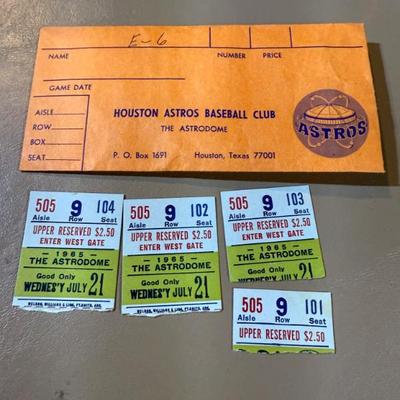 E-6
NAME NUMBER PRICE
GAME DATE
AISLE
ROW
BOX
SEAT
HOUSTON ASTROS BASEBALL CLUB
THE ASTRODOME
P. O. Box 1691 Houston, Texas 77001
ASTROS
505 9 104
Aisle Row Seat
UPPER RESERVED $2.50
ENTER WEST GATE
1965
THE ASTRODOME
Good Only
WEDNES'Y JULY 21
505 9 102
Aisle Row Seat
UPPER RESERVED $2.50
ENTER WEST GATE
1965
THE ASTRODOME
Good Only
WEDNES'Y JULY 21
505 9 103
Aisle Row Seat
UPPER RESERVED $2.50
ENTER WEST GATE
1965
THE ASTRODOME
Good Only
WEDNES'Y JULY 21
505 9 101
Aisle Row Seat
UPPER RESERVED $2.50